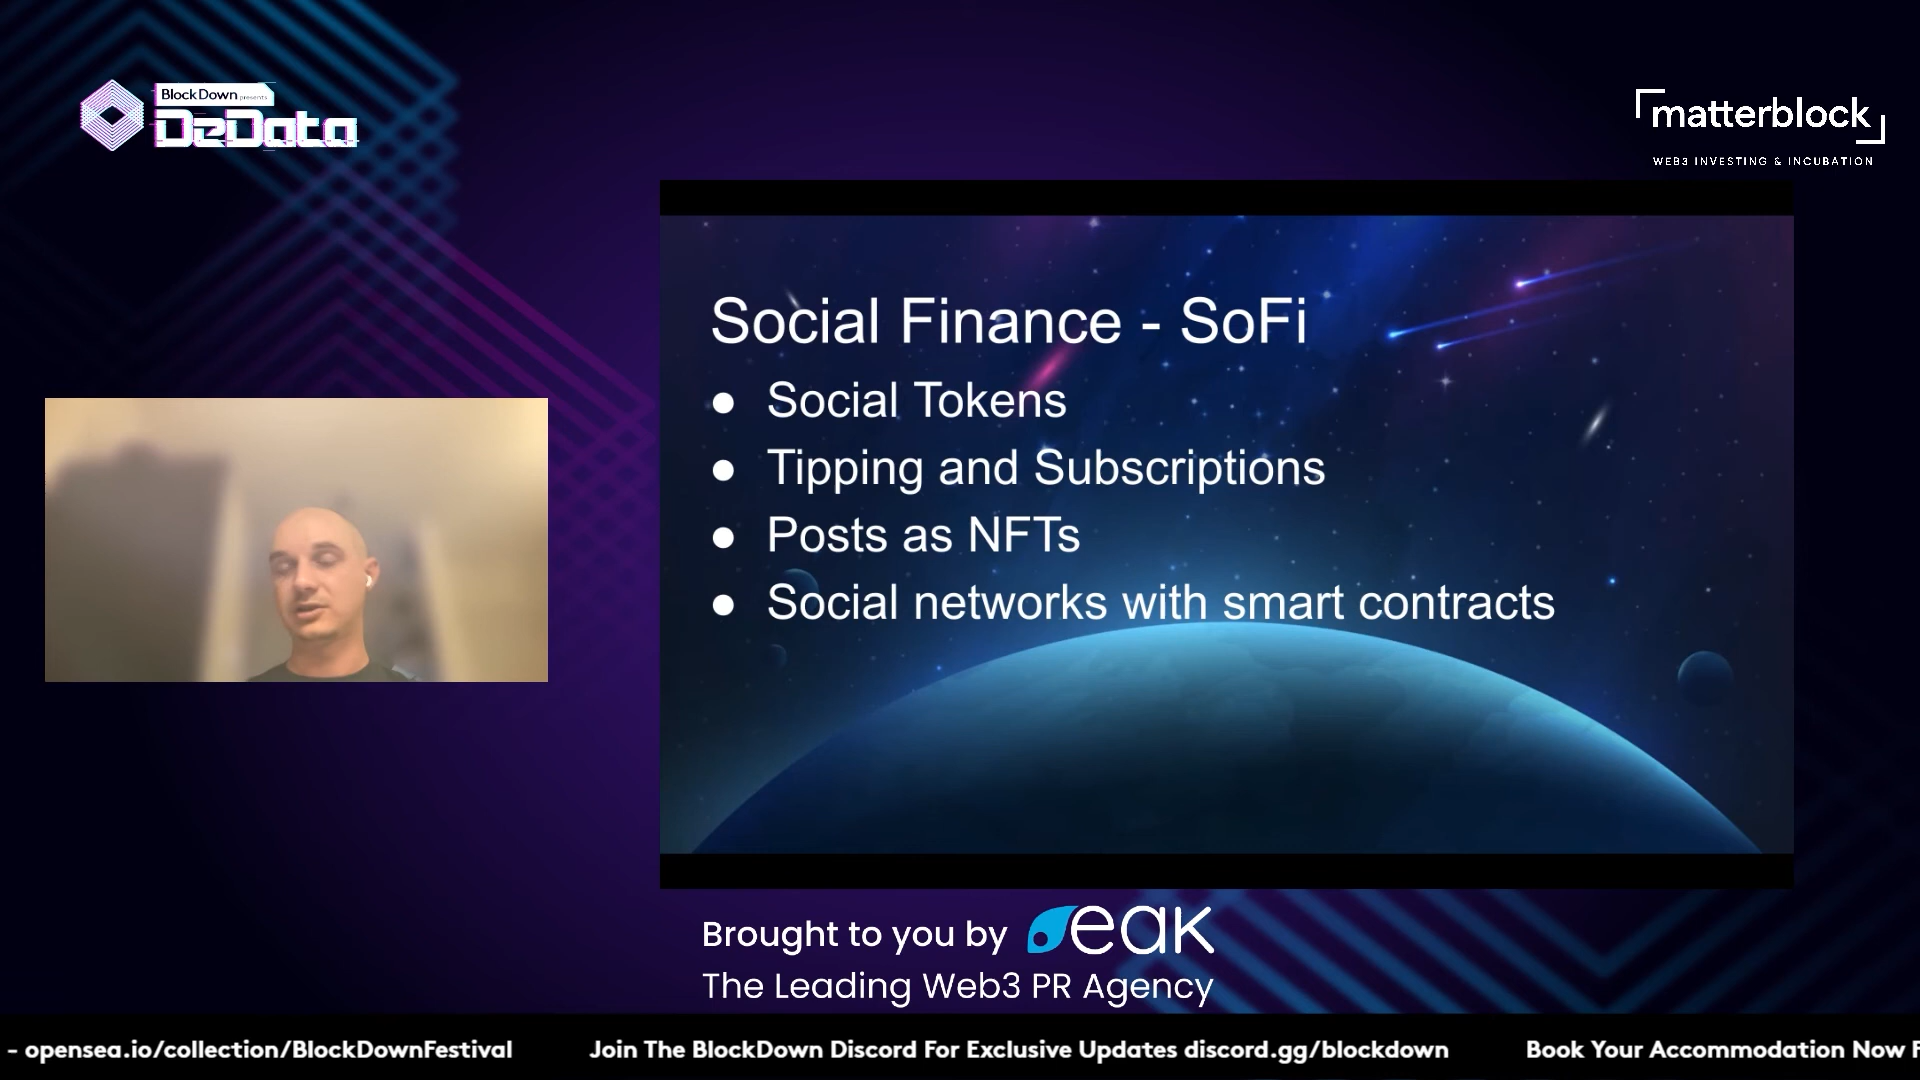 BlockDown presents
DeData
matterblock
WEB3 INVESTING & INCUBATION
Social Finance - SoFi
● Social Tokens
● Tipping and Subscriptions
● Posts as NFTs
● Social networks with smart contracts
Brought to you by eak
The Leading Web3 PR Agency
- opensea.io/collection/BlockDownFestival Join The BlockDown Discord For Exclusive Updates discord.gg/blockdown Book Your Accommodation Now F